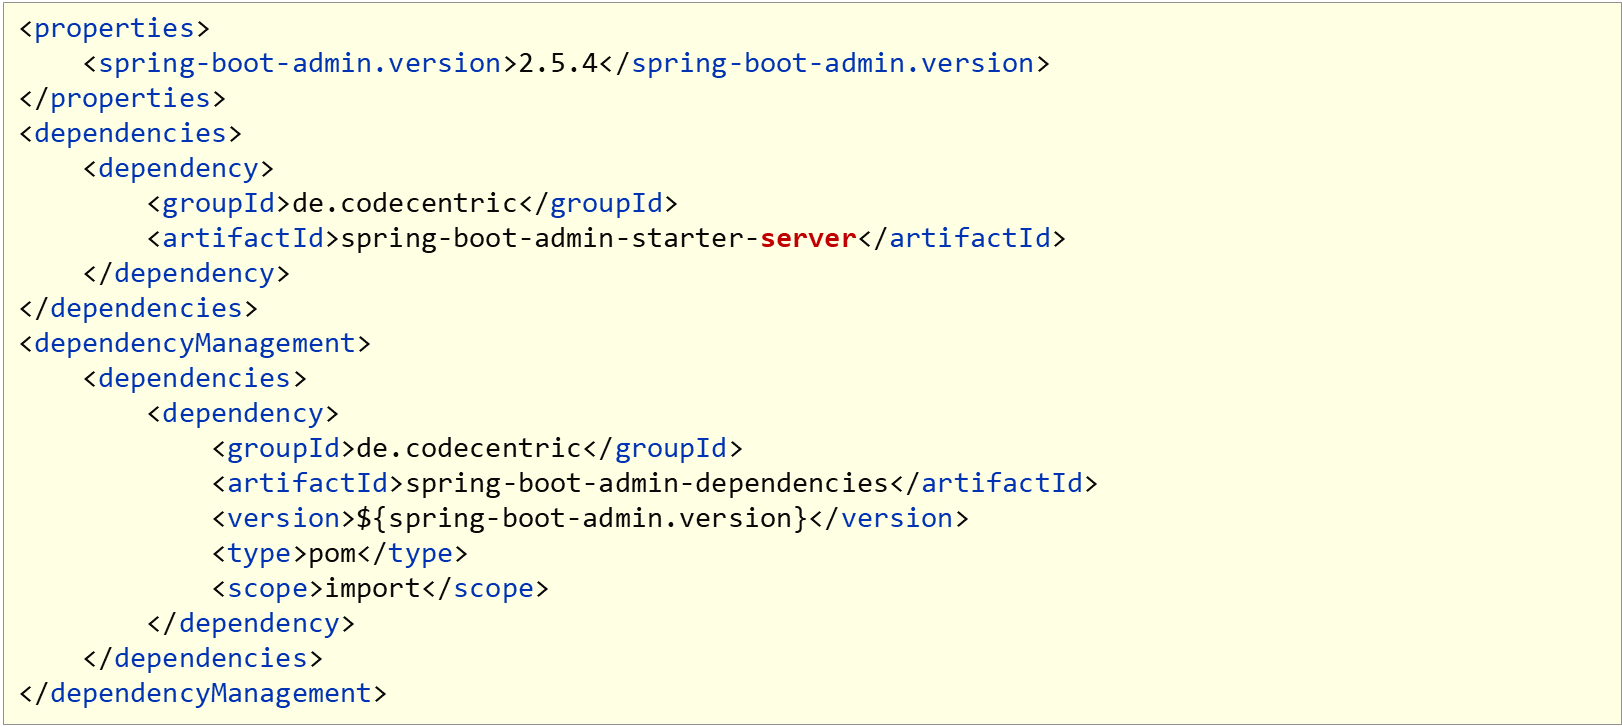 <properties>
    <spring-boot-admin.version>2.5.4</spring-boot-admin.version>
</properties>
<dependencies>
    <dependency>
        <groupId>de.codecentric</groupId>
        <artifactId>spring-boot-admin-starter-server</artifactId>
    </dependency>
</dependencies>
<dependencyManagement>
    <dependencies>
        <dependency>
            <groupId>de.codecentric</groupId>
            <artifactId>spring-boot-admin-dependencies</artifactId>
            <version>${spring-boot-admin.version}</version>
            <type>pom</type>
            <scope>import</scope>
        </dependency>
    </dependencies>
</dependencyManagement>